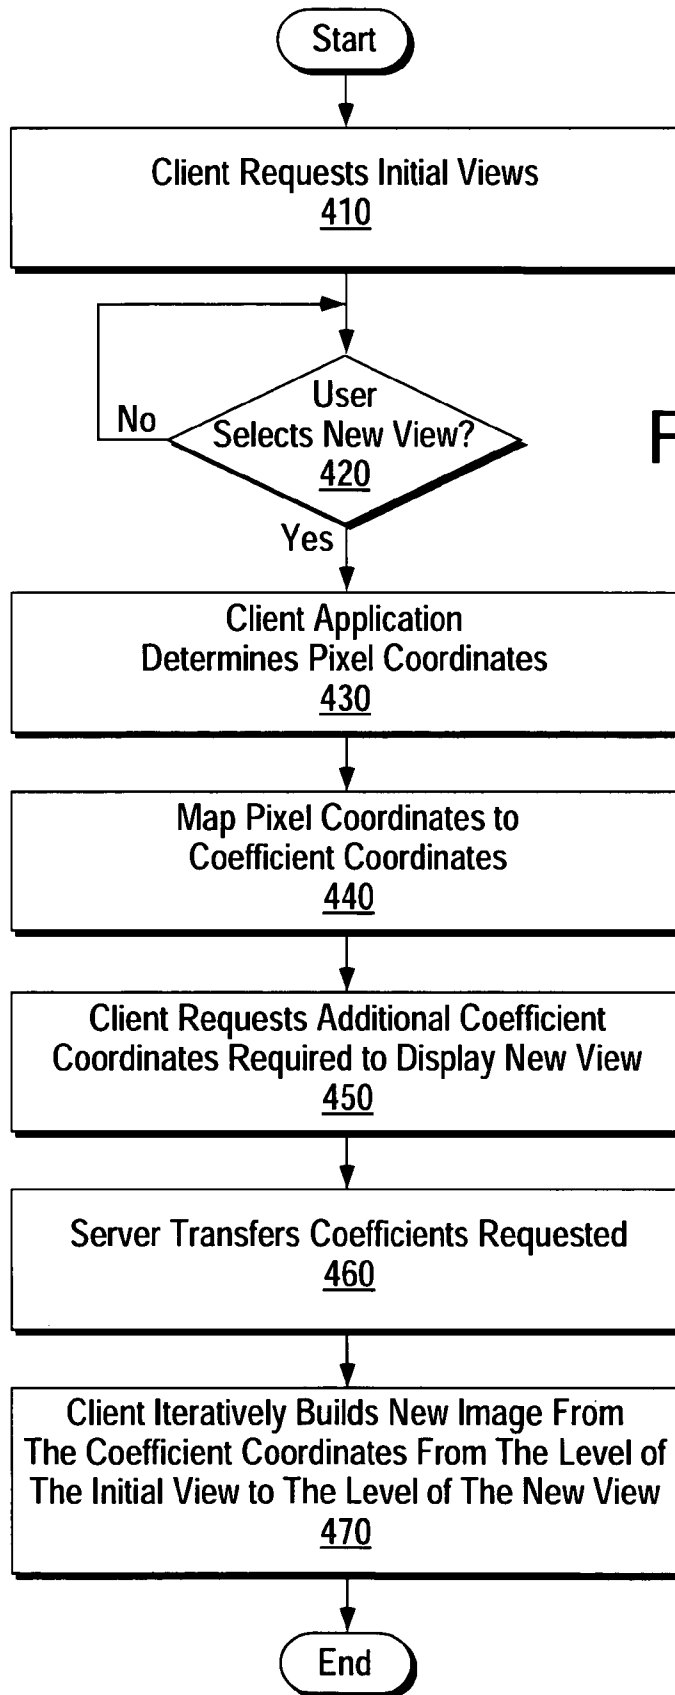 Start
Client Requests Initial Views
410
User
Selects New View?
420
No
F
Yes
Client Application
Determines Pixel Coordinates
430
Map Pixel Coordinates to
Coefficient Coordinates
440
Client Requests Additional Coefficient
Coordinates Required to Display New View
450
Server Transfers Coefficients Requested
460
Client Iteratively Builds New Image From
The Coefficient Coordinates From The Level of
The Initial View to The Level of The New View
470
End